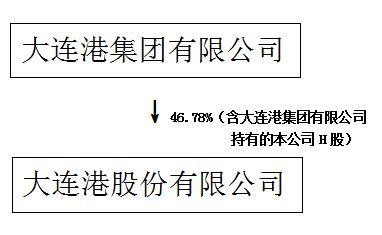 大连港集团有限公司
46.78%（含大连港集团有限公司
持有的本公司 H 股）
大连港股份有限公司